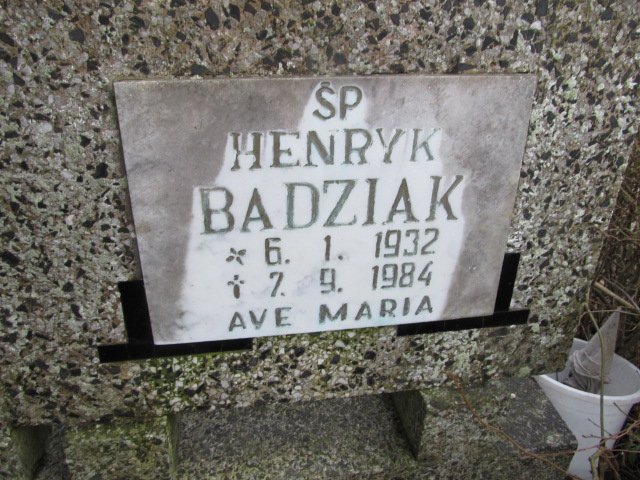 ŚP
HENRYK
BADZIAK
* 6. 1. 1932
† 7. 9. 1984
AVE MARIA